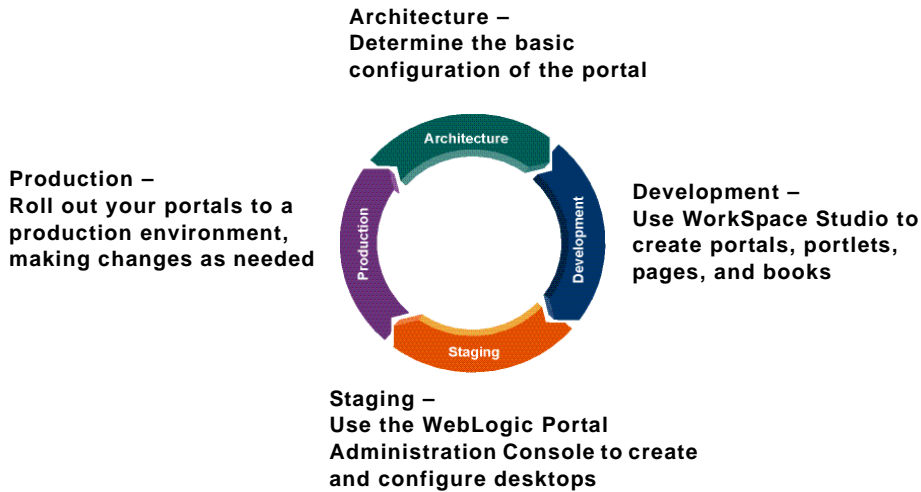 Architecture –
Determine the basic
configuration of the portal
Architecture
Development
Staging
Production
Production –
Roll out your portals to a
production environment,
making changes as needed
Development –
Use WorkSpace Studio to
create portals, portlets,
pages, and books
Staging –
Use the WebLogic Portal
Administration Console to create
and configure desktops